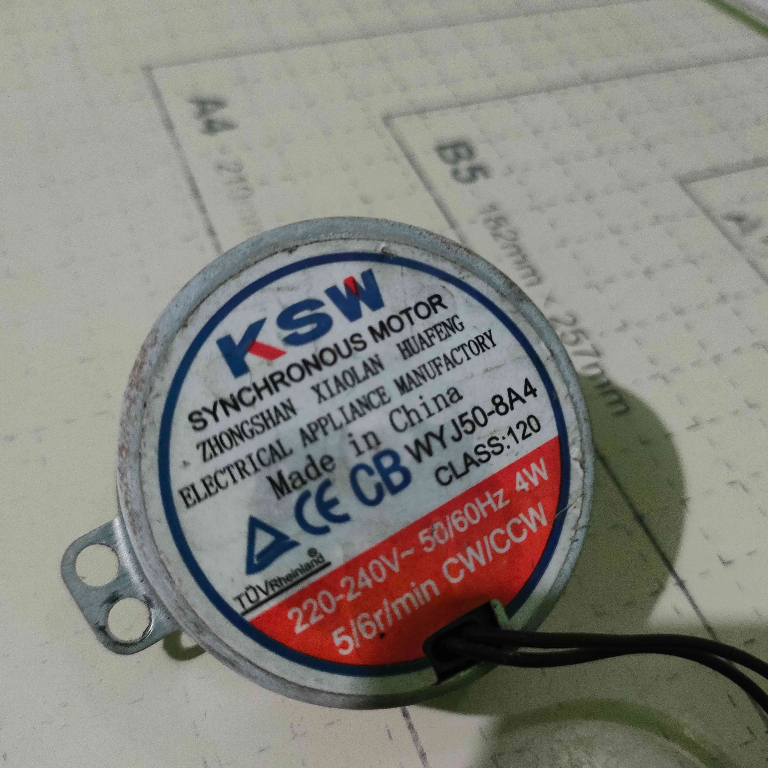 A4 - 210mm
B5 - 182mm × 257mm
KSW
SYNCHRONOUS MOTOR
ZHONGSHAN XIAOLAN HUAFENG
ELECTRICAL APPLIANCE MANUFACTORY
Made in China
CE CB WYJ50-8A4
CLASS:120
TÜVRheinland®
220-240V~ 50/60Hz 4W
5/6r/min CW/CCW